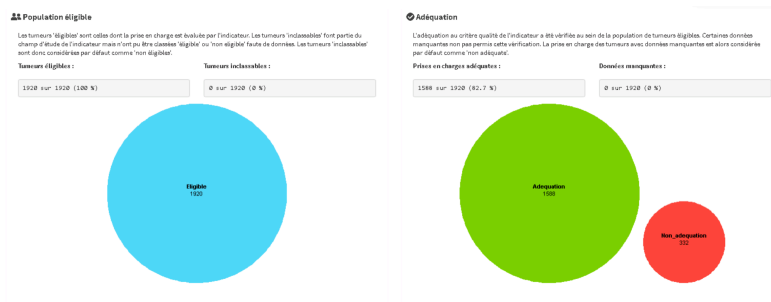 Population éligible
Les tumeurs 'éligibles' sont celles dont la prise en charge est évaluée par l'indicateur. Les tumeurs 'inclassables' font partie du
champ d'étude de l'indicateur mais n'ont pu être classées 'éligible' ou 'non éligible' faute de données. Les tumeurs 'inclassables'
sont donc considérées par défaut comme 'non éligibles'.
Tumeurs éligibles :
Tumeurs inclassables :
1920 sur 1920 (100 %)
0 sur 1920 (0 %)
Eligible
1920
Adéquation
L'adéquation au critère qualité de l'indicateur a été vérifiée au sein de la population de tumeurs éligibles. Certaines données
manquantes non pas permis cette vérification. La prise en charge des tumeurs avec données manquantes est alors considérée
par défaut comme 'non adéquate'.
Prises en charges adéquates :
Données manquantes :
1588 sur 1920 (82.7 %)
0 sur 1920 (0 %)
Adequation
1588
Non_adequation
332